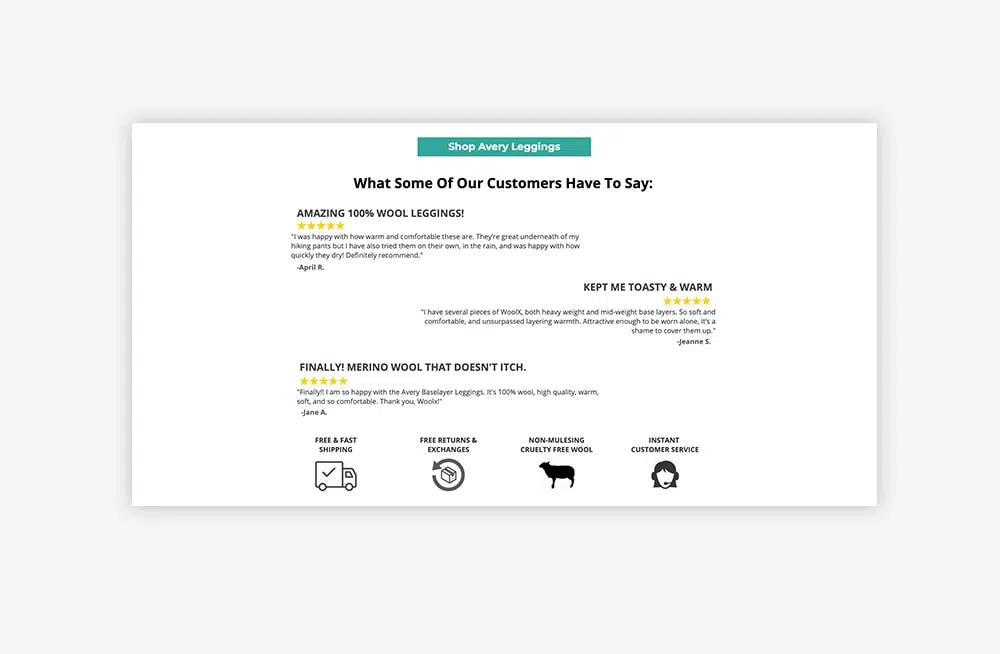 Shop Avery Leggings
What Some Of Our Customers Have To Say:
AMAZING 100% WOOL LEGGINGS!
"I was happy with how warm and comfortable these are. They're great underneath of my
hiking pants but I have also tried them on their own, in the rain, and was happy with how
quickly they dry! Definitely recommend."
-April R.
KEPT ME TOASTY & WARM
"I have several pieces of WoolX, both heavy weight and mid-weight base layers. So soft and
comfortable, and unsurpassed layering warmth. Attractive enough to be worn alone, it's a
shame to cover them up."
-Jeanne S.
FINALLY! MERINO WOOL THAT DOESN'T ITCH.
"Finally!! I am so happy with the Avery Baselayer Leggings. It's 100% wool, high quality, warm,
soft, and so comfortable. Thank you, Woolx!"
-Jane A.
FREE & FAST
SHIPPING
FREE RETURNS &
EXCHANGES
NON-MULESING
CRUELTY FREE WOOL
INSTANT
CUSTOMER SERVICE